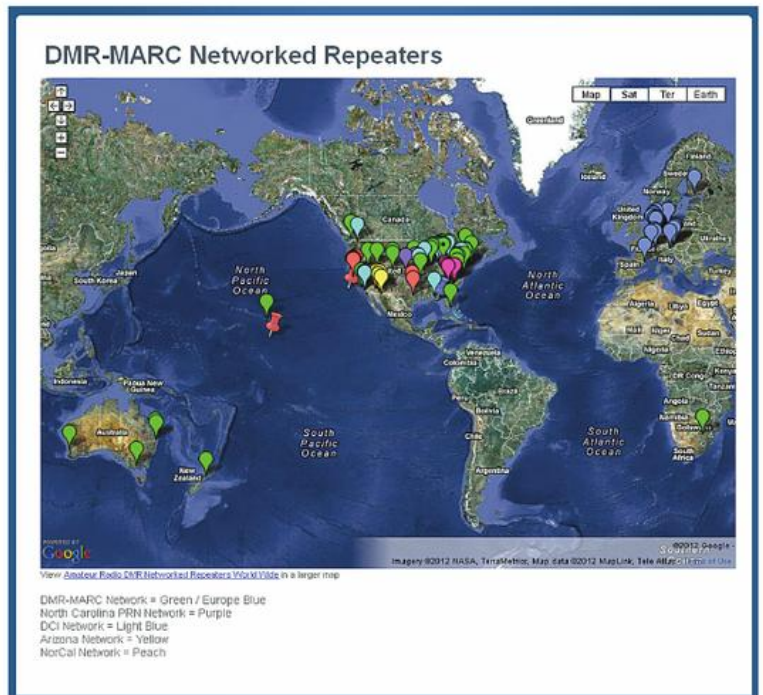 DMR-MARC Networked Repeaters
Map Sat Ter Earth
Greenland
Iceland
Finland
Sweden
Norway
Canada
United Kingdom
Ukraine
North Pacific Ocean
North Atlantic Ocean
Spain
Italy
Turkey
Japan
South Korea
Mexico
Algeria
Libya
Egypt
Mali
Niger
Chad
Sudan
Nigeria
Ethiop
Venezuela
Colombia
DR Congo
Kenya
Tanzania
Indonesia
Papua New Guinea
Brazil
Peru
Bolivia
Angola
Namibia
Botswana
Australia
South Pacific Ocean
South Atlantic Ocean
Chile
South Africa
New Zealand
Argentina
POWERED BY
Google
©2012 Google -
Imagery ©2012 NASA, TerraMetrics, Map data ©2012 MapLink, Tele Atlas - Terms of Use
View Amateur Radio DMR Networked Repeaters World Wide in a larger map
DMR-MARC Network = Green / Europe Blue
North Carolina PRN Network = Purple
DCI Network = Light Blue
Arizona Network = Yellow
NorCal Network = Peach